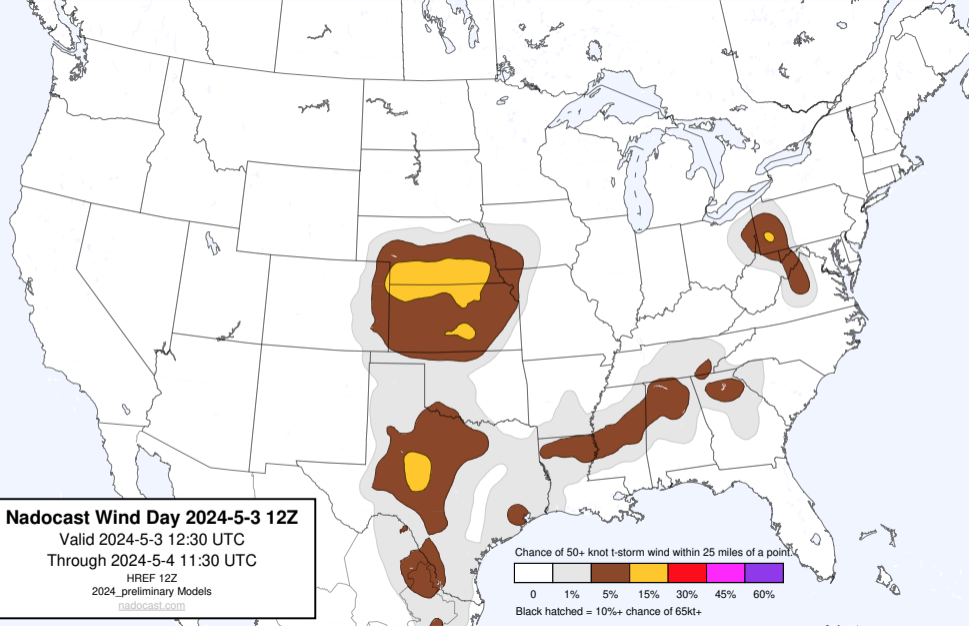 Nadocast Wind Day 2024-5-3 12Z
Valid 2024-5-3 12:30 UTC
Through 2024-5-4 11:30 UTC
HREF 12Z
2024_preliminary Models
nadocast.com
Chance of 50+ knot t-storm wind within 25 miles of a point.
0 1% 5% 15% 30% 45% 60%
Black hatched = 10%+ chance of 65kt+